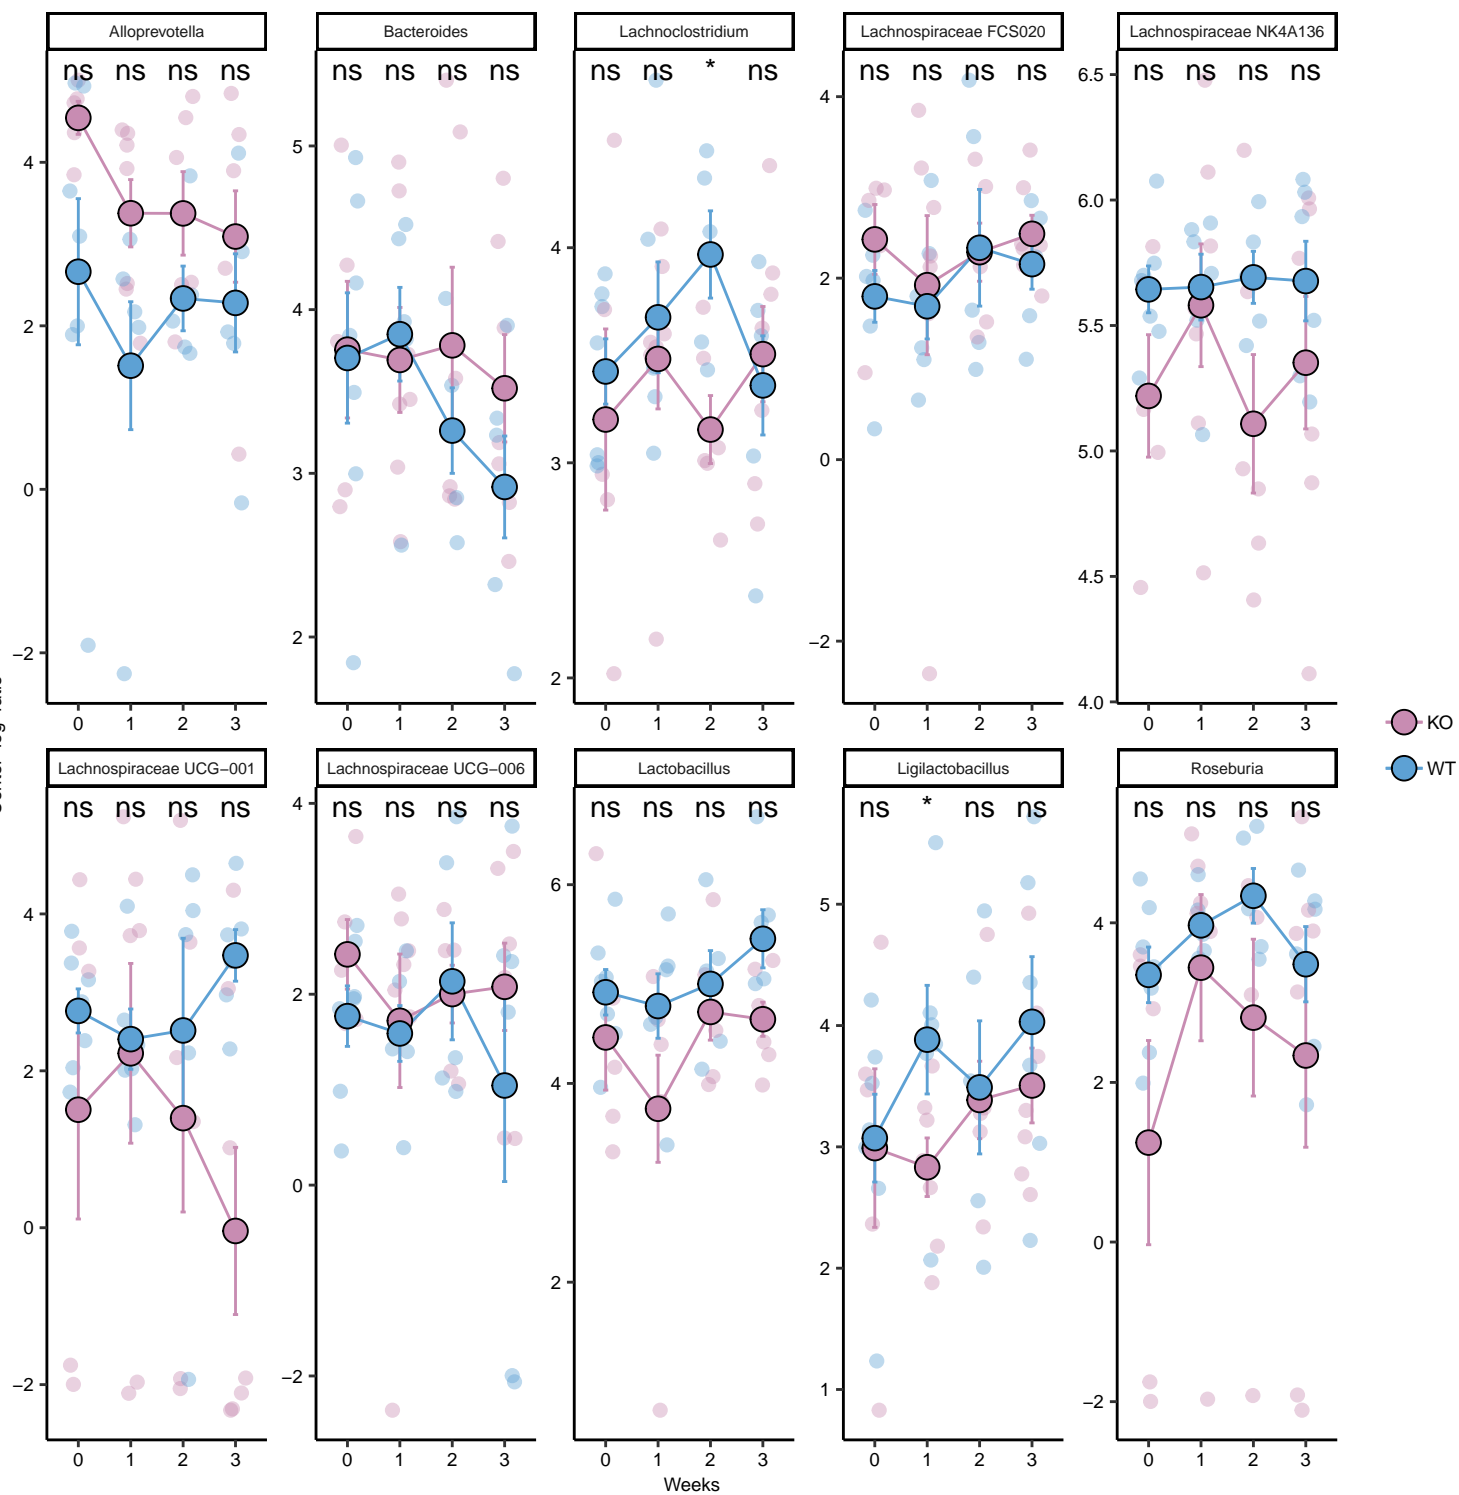 Alloprevotella Bacteroides Lachnoclostridium Lachnospiraceae FCS020 Lachnospiraceae NK4A136
ns ns ns ns ns ns ns ns ns ns * ns ns ns ns ns ns ns ns ns
4 2 0 −2
5 4 3 2
4 3 2
4 2 0 −2
6.5 6.0 5.5 5.0 4.5 4.0
0 1 2 3 0 1 2 3 0 1 2 3 0 1 2 3 0 1 2 3
KO
WT
Lachnospiraceae UCG−001 Lachnospiraceae UCG−006 Lactobacillus Ligilactobacillus Roseburia
ns ns ns ns ns ns ns ns ns ns ns ns ns * ns ns ns ns ns ns
4 2 0 −2
4 2 0 −2
6 4 2
5 4 3 2 1
4 2 0 −2
0 1 2 3 0 1 2 3 0 1 2 3 0 1 2 3 0 1 2 3
Weeks